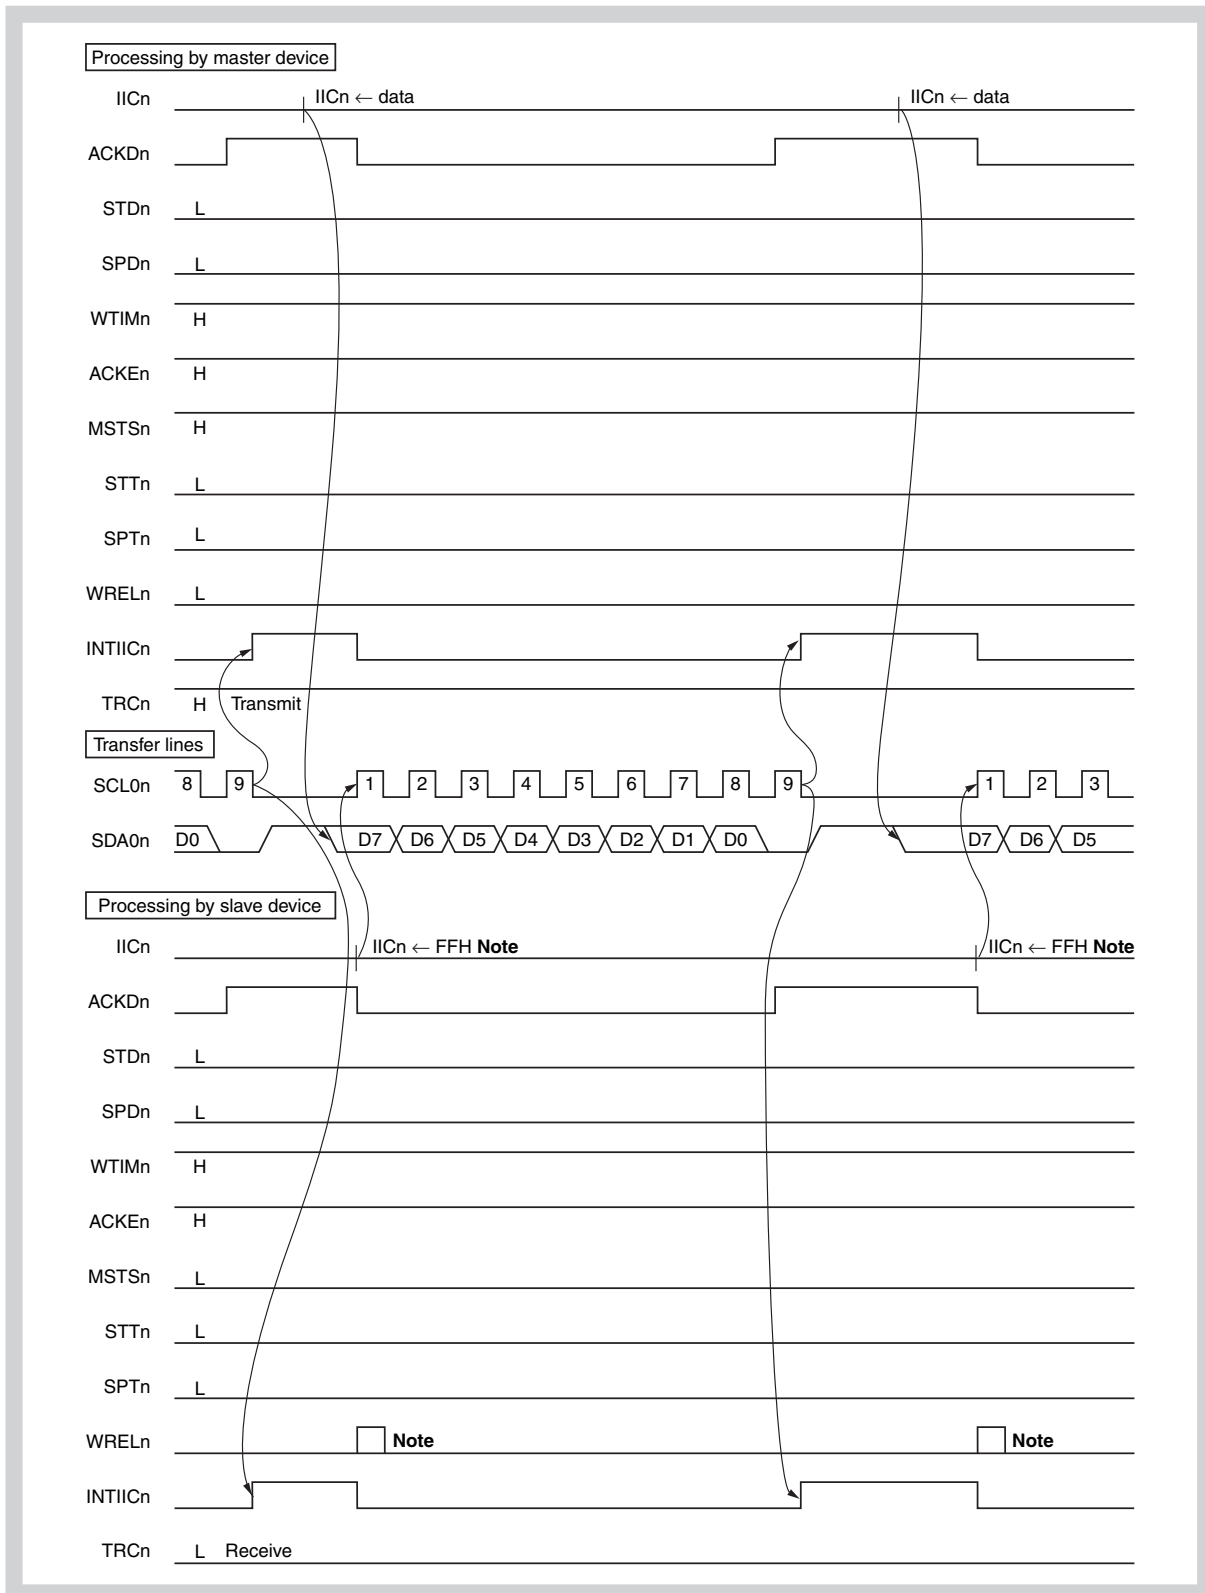 Processing by master device
IICn IICn ← data IICn ← data
ACKDn
STDn L
SPDn L
WTIMn H
ACKEn H
MSTSn H
STTn L
SPTn L
WRELn L
INTIICn
TRCn H Transmit
Transfer lines
SCL0n 8 9 1 2 3 4 5 6 7 8 9 1 2 3
SDA0n D0 D7 D6 D5 D4 D3 D2 D1 D0 D7 D6 D5
Processing by slave device
IICn IICn ← FFH Note IICn ← FFH Note
ACKDn
STDn L
SPDn L
WTIMn H
ACKEn H
MSTSn L
STTn L
SPTn L
WRELn Note Note
INTIICn
TRCn L Receive